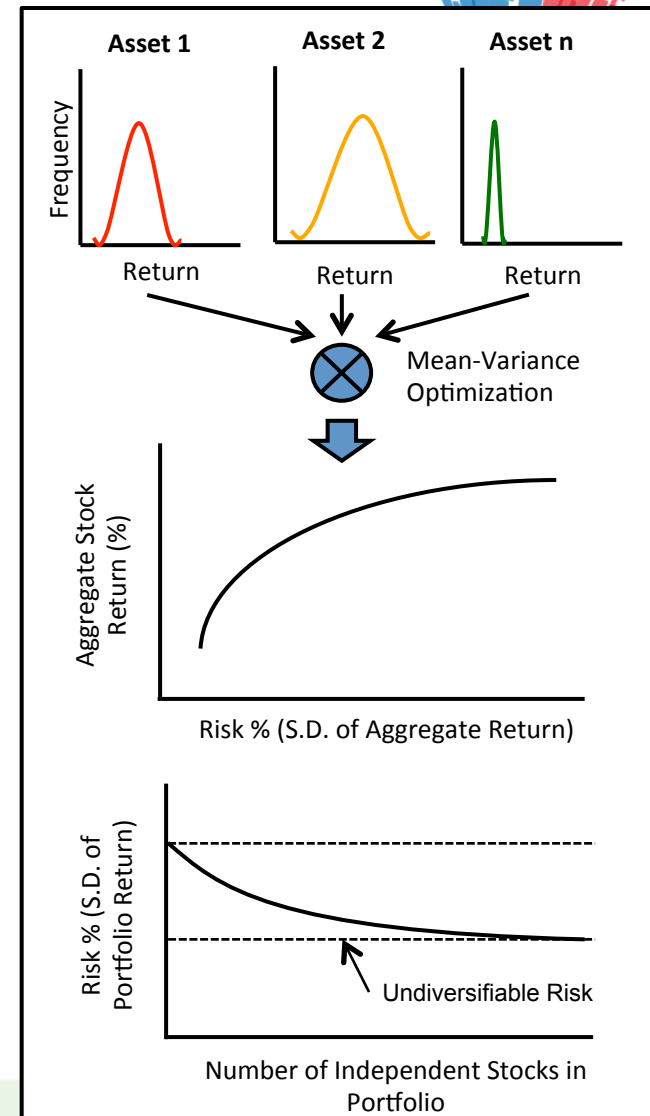 Asset 1
Asset 2
Asset n
Frequency
Return
Return
Return
Mean-Variance
Optimization
Aggregate Stock
Return (%)
Risk % (S.D. of Aggregate Return)
Risk % (S.D. of
Portfolio Return)
Undiversifiable Risk
Number of Independent Stocks in
Portfolio